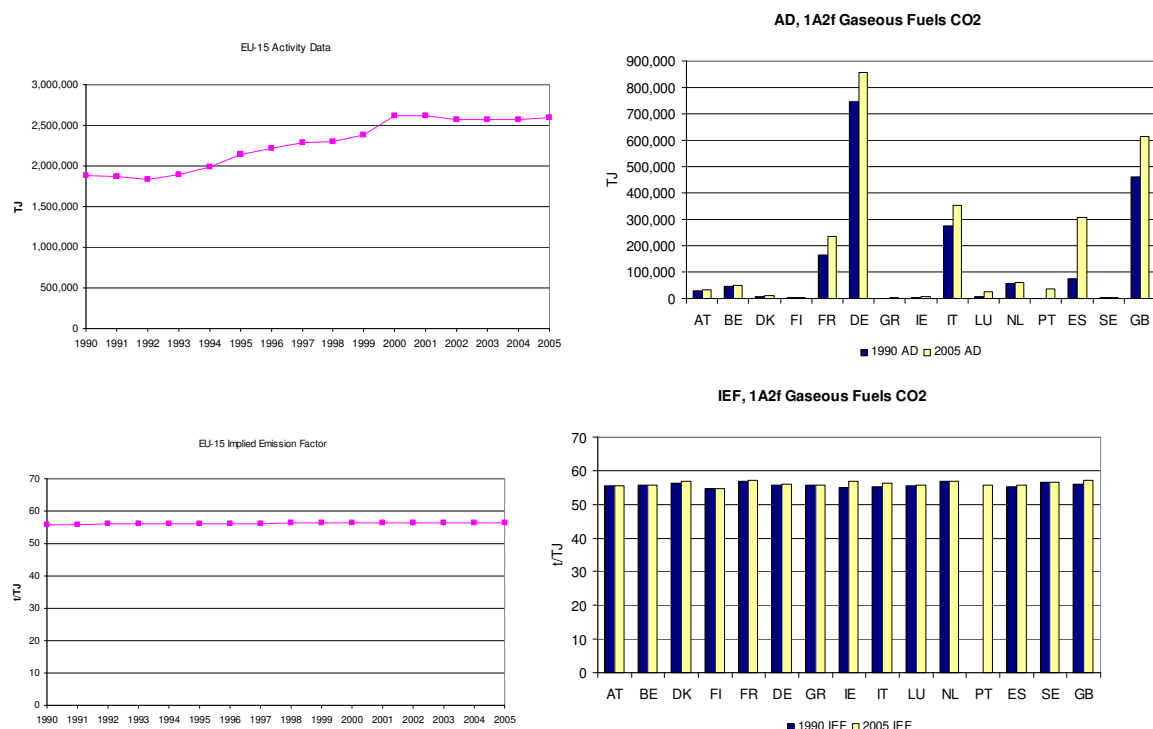 EU-15 Activity Data
3,000,000
2,500,000
2,000,000
1,500,000
1,000,000
500,000
0
TJ
1990 1991 1992 1993 1994 1995 1996 1997 1998 1999 2000 2001 2002 2003 2004 2005
AD, 1A2f Gaseous Fuels CO2
900,000
800,000
700,000
600,000
500,000
400,000
300,000
200,000
100,000
0
TJ
AT BE DK FI FR DE GR IE IT LU NL PT ES SE GB
1990 AD 2005 AD
EU-15 Implied Emission Factor
70
60
50
40
30
20
10
0
t/TJ
1990 1991 1992 1993 1994 1995 1996 1997 1998 1999 2000 2001 2002 2003 2004 2005
IEF, 1A2f Gaseous Fuels CO2
70
60
50
40
30
20
10
0
t/TJ
AT BE DK FI FR DE GR IE IT LU NL PT ES SE GB
1990 IEF 2005 IEF